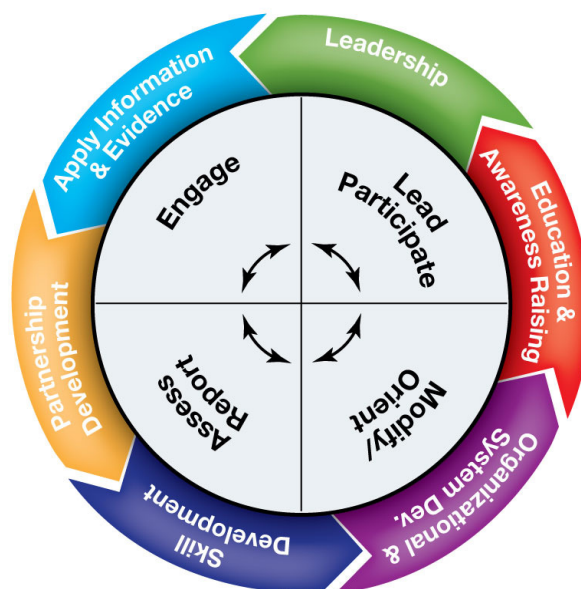 Leadership
Education &
Awareness Raising
Organizational &
System Dev.
Skill
Development
Partnership
Development
Apply Information
& Evidence
Engage
Lead
Participate
Modify/
Orient
Assess
Report